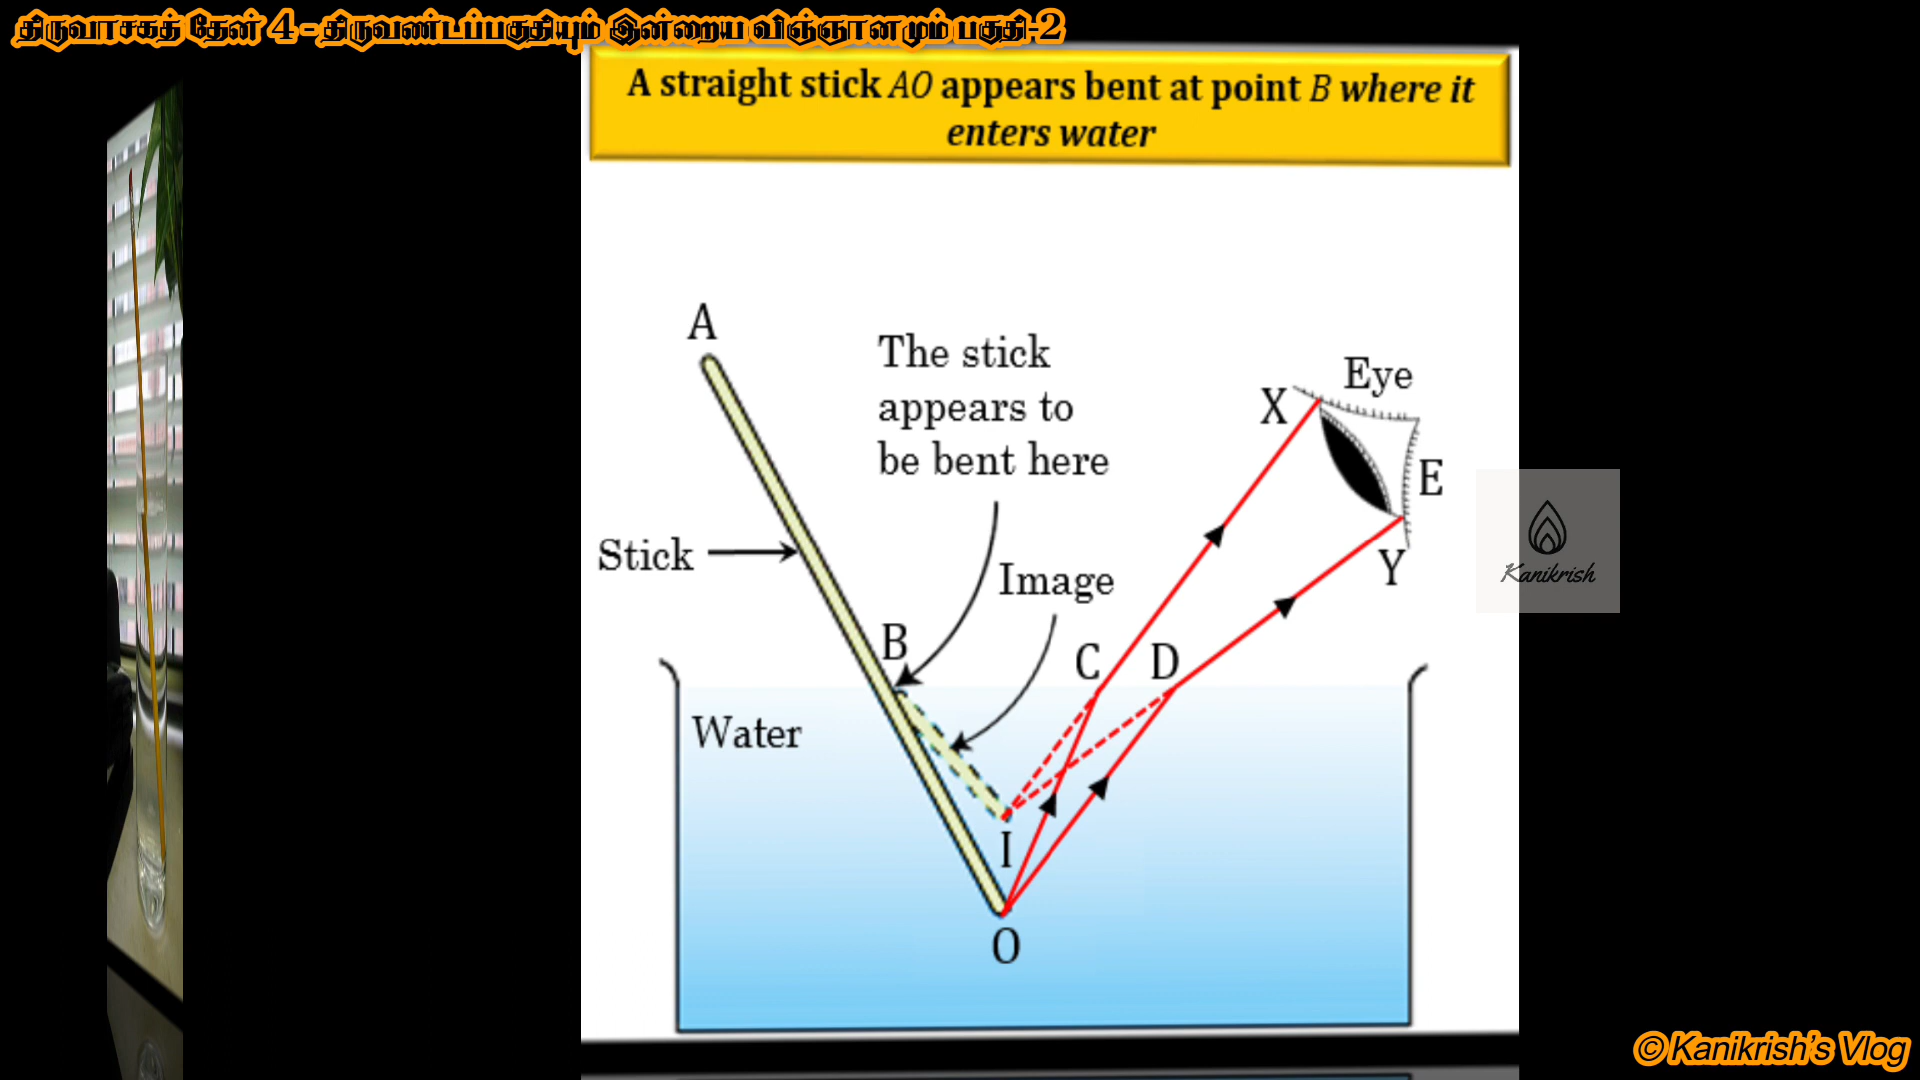 திருவாசகத் தேன் 4 - திருவண்டப்பகுதியும் இன்றைய விஞ்ஞானமும் பகுதி-2
A straight stick AO appears bent at point B where it
enters water
A
The stick
appears to
be bent here
Eye
X
E
Stick
Image
Y
Kanikrish
B
C
D
Water
I
O
©Kanikrish's Vlog